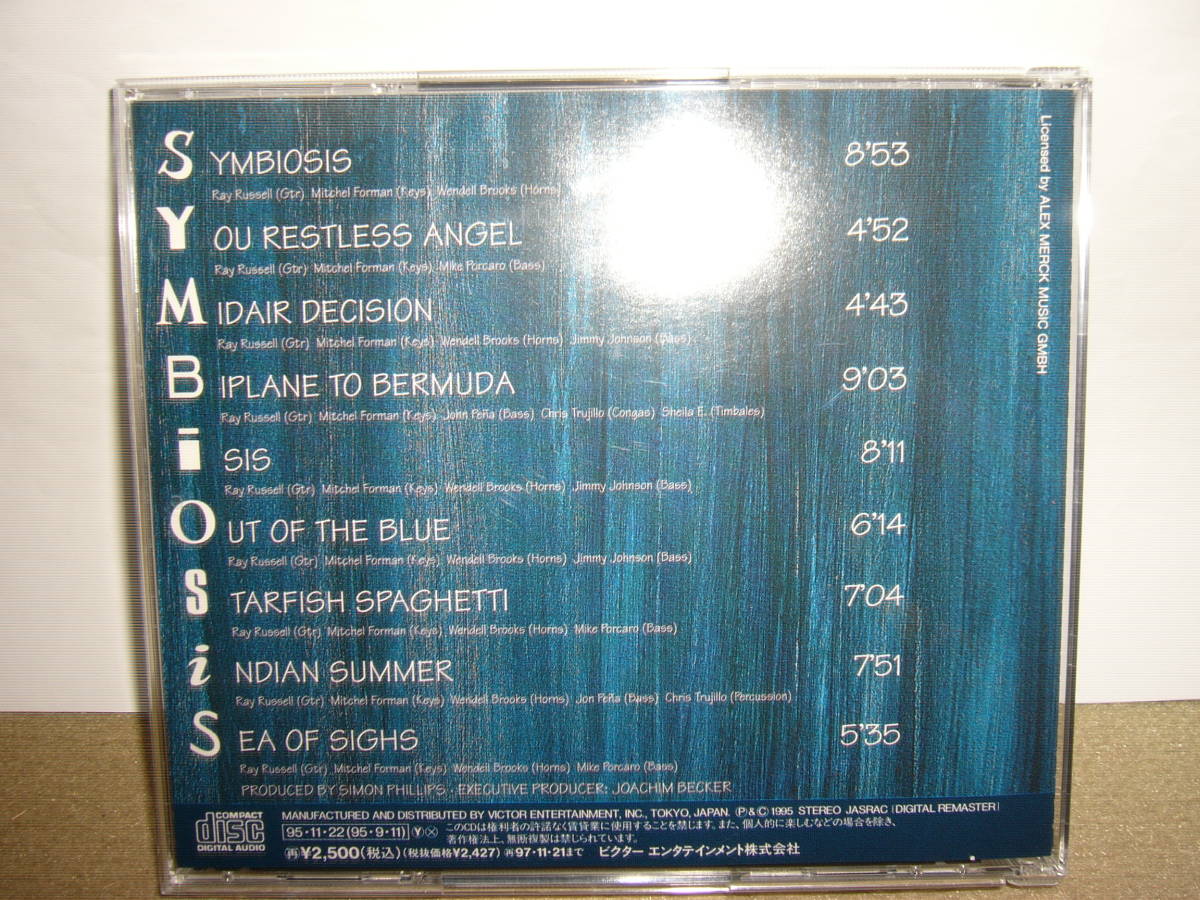 SYMBIOSIS 8'53
Ray Russell (Gtr) Mitchel Forman (Keys) Wendell Brooks (Horns)
YOU RESTLESS ANGEL 4'52
Ray Russell (Gtr) Mitchel Forman (Keys) Mike Porcaro (Bass)
MIDAIR DECISION 4'43
Ray Russell (Gtr) Mitchel Forman (Keys) Wendell Brooks (Horns) Jimmy Johnson (Bass)
BIPLANE TO BERMUDA 9'03
Ray Russell (Gtr) Mitchel Forman (Keys) John Peña (Bass) Chris Trujillo (Congas) Sheila E. (Timbales)
iSIS 8'11
Ray Russell (Gtr) Mitchel Forman (Keys) Wendell Brooks (Horns) Jimmy Johnson (Bass)
OUT OF THE BLUE 6'14
Ray Russell (Gtr) Mitchel Forman (Keys) Wendell Brooks (Horns) Jimmy Johnson (Bass)
STARFISH SPAGHETTI 7'04
Ray Russell (Gtr) Mitchel Forman (Keys) Wendell Brooks (Horns) Mike Porcaro (Bass)
iNDIAN SUMMER 7'51
Ray Russell (Gtr) Mitchel Forman (Keys) Wendell Brooks (Horns) Jon Peña (Bass) Chris Trujillo (Percussion)
SEA OF SIGHS 5'35
Ray Russell (Gtr) Mitchel Forman (Keys) Wendell Brooks (Horns) Mike Porcaro (Bass)
PRODUCED BY SIMON PHILLIPS · EXECUTIVE PRODUCER: JOACHIM BECKER
Licensed by ALEX MERCK MUSIC GMBH
COMPACT disc DIGITAL AUDIO
MANUFACTURED AND DISTRIBUTED BY VICTOR ENTERTAINMENT, INC., TOKYO, JAPAN. Ⓟ&Ⓒ 1995 STEREO JASRAC [DIGITAL REMASTER]
95·11·22 (95·9·11) Ⓨ Ⓧ このCDは権利者の許諾なく賃貸業に使用することを禁じます。また、個人的に楽しむなどの場合を除き、
著作権法上、無断複製は禁じられています。
㊢¥2,500(税込)(税抜価格¥2,427) ㊢97·11·21まで ビクター エンタテインメント株式会社